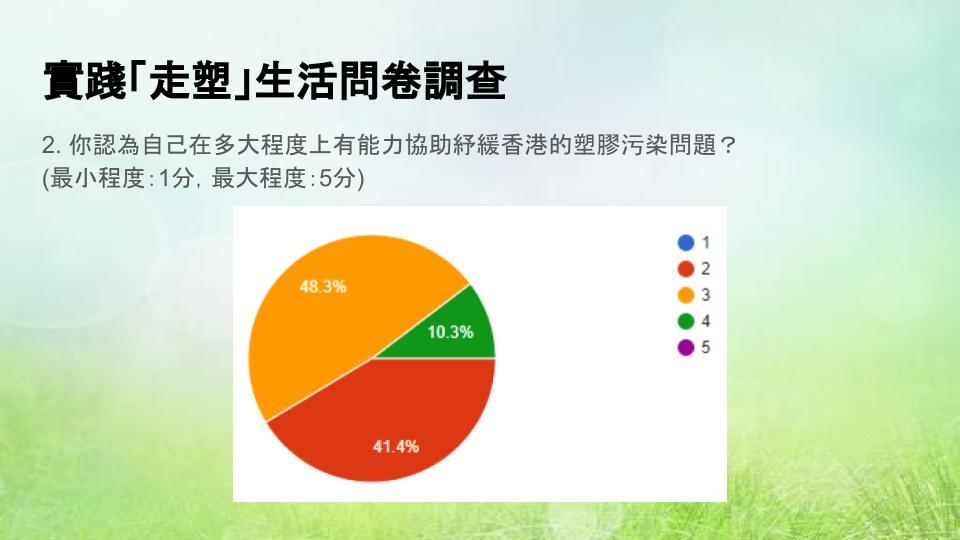 實踐「走塑」生活問卷調查
2. 你認為自己在多大程度上有能力協助紓緩香港的塑膠污染問題？
(最小程度：1分，最大程度：5分)
48.3%
10.3%
41.4%
1
2
3
4
5